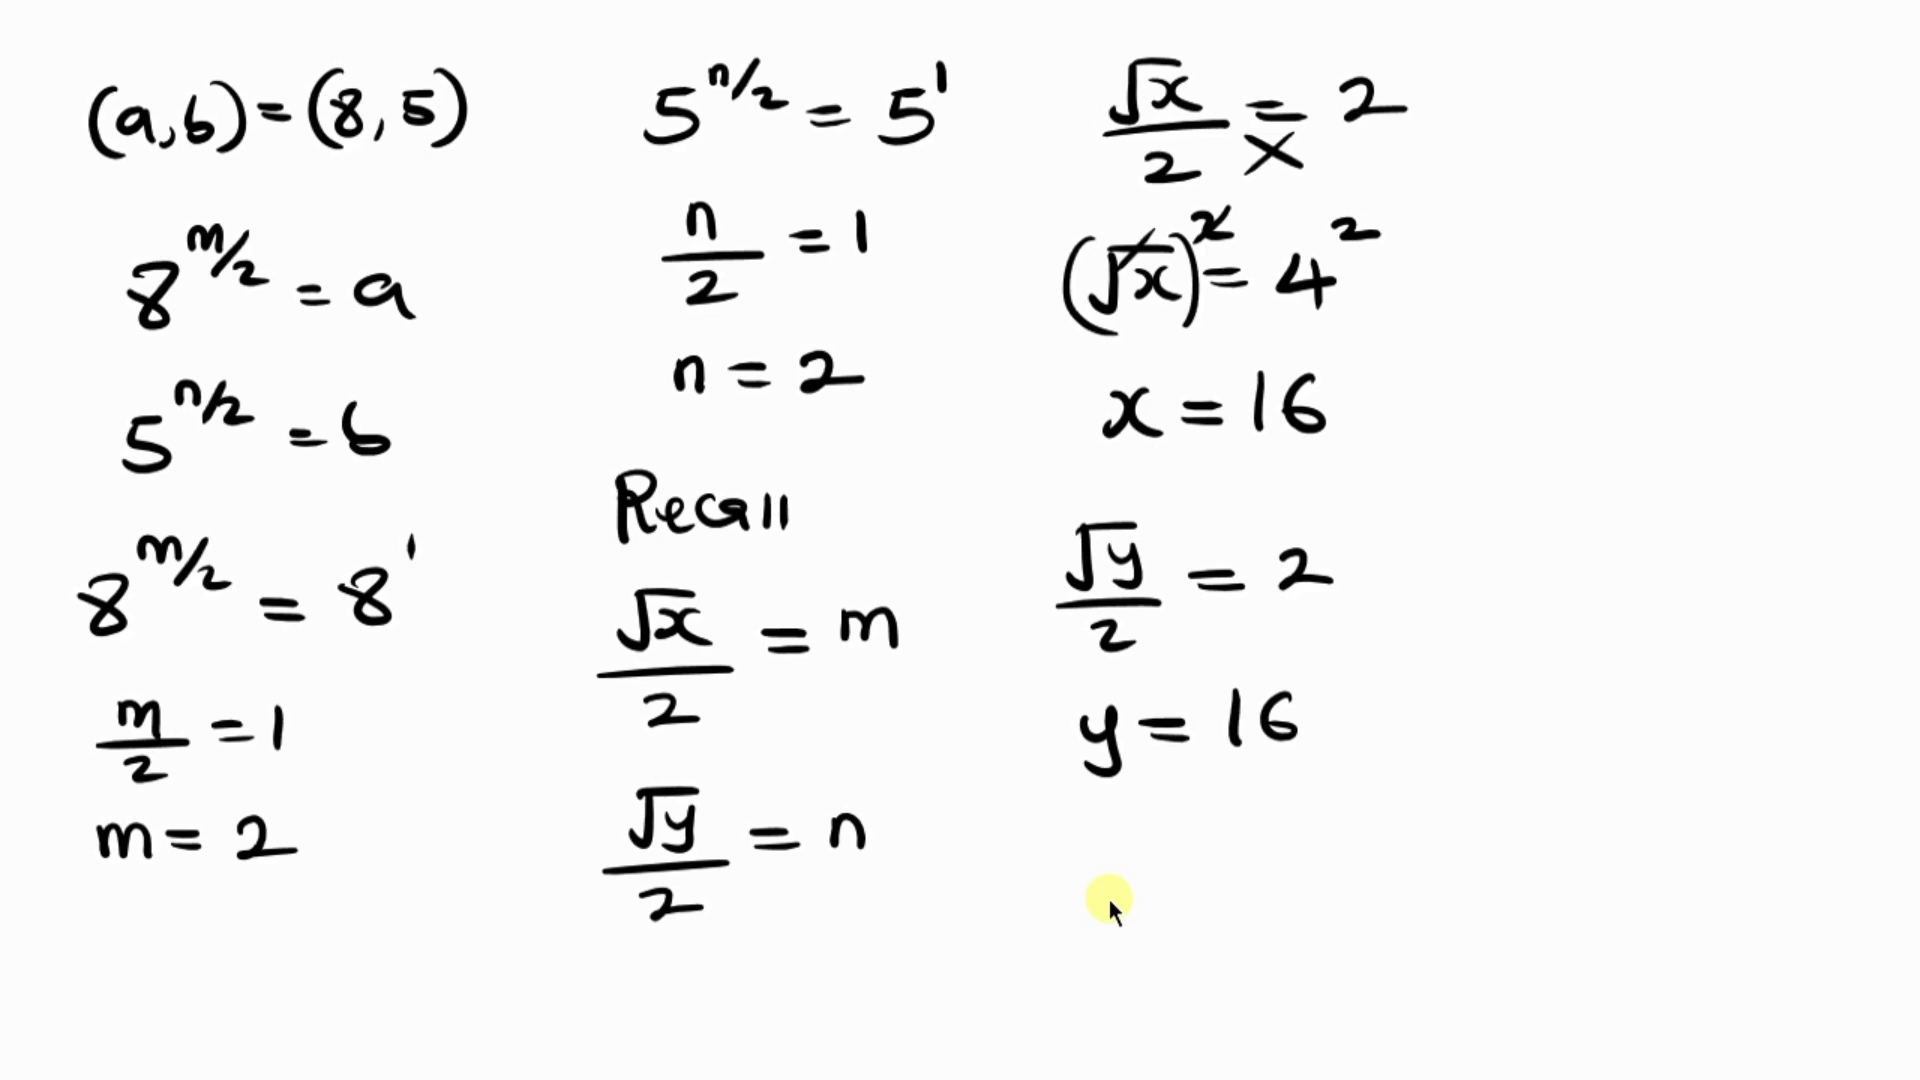 (a,b)=(8,5)
8^{m/2} = a
5^{n/2} = b
8^{m/2} = 8^1
m/2 = 1
m = 2
5^{n/2} = 5^1
n/2 = 1
n = 2
Recall
√x/2 = m
√y/2 = n
√x/2 = 2
(√x)^2 = 4^2
x = 16
√y/2 = 2
y = 16